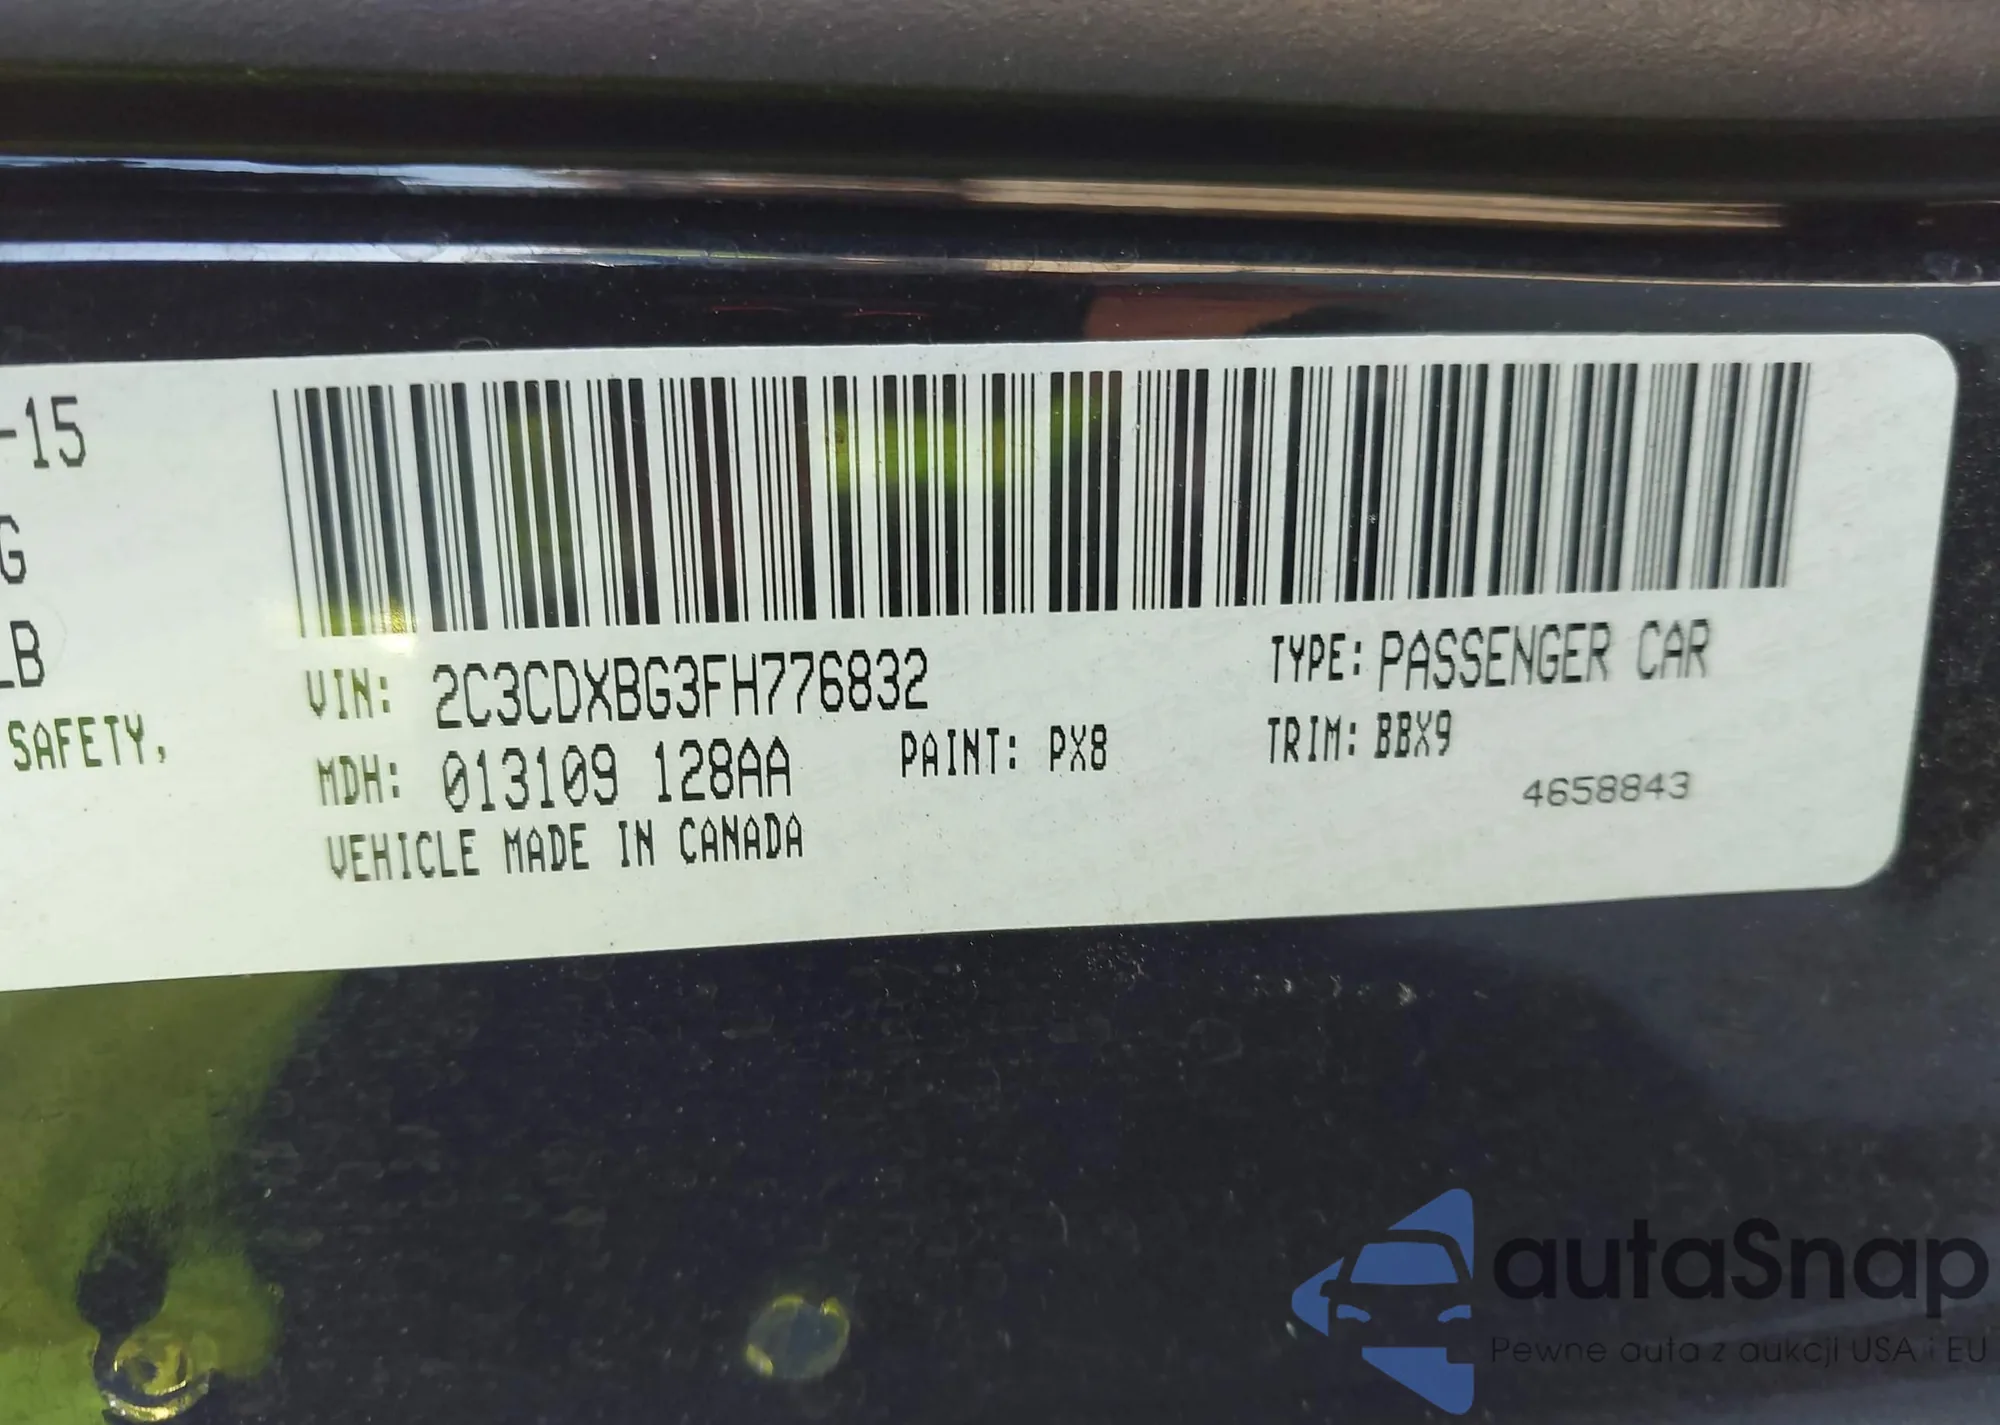 -15
G
LB
SAFETY,
VIN: 2C3CDXBG3FH776832
TYPE: PASSENGER CAR
MDH: 013109 128AA
PAINT: PX8
TRIM: BBX9
4658843
VEHICLE MADE IN CANADA
autaSnap
Pewne auta z aukcji USA i EU